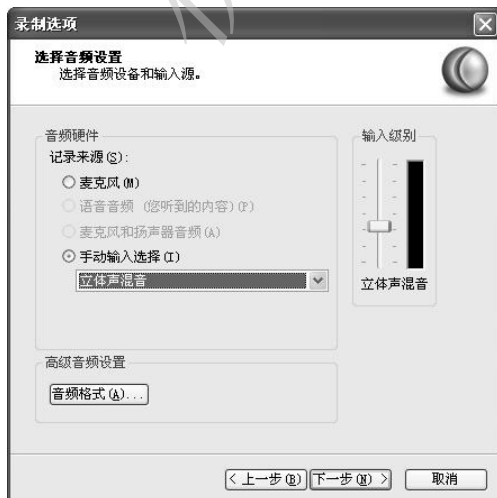 录制选项
选择音频设置
选择音频设备和输入源。
音频硬件
记录来源(S):
麦克风(M)
语音音频 (您听到的内容)(P)
麦克风和扬声器音频(A)
手动输入选择(I)
立体声混音
输入级别
立体声混音
高级音频设置
音频格式(A)...
< 上一步(B)
下一步(N) >
取消